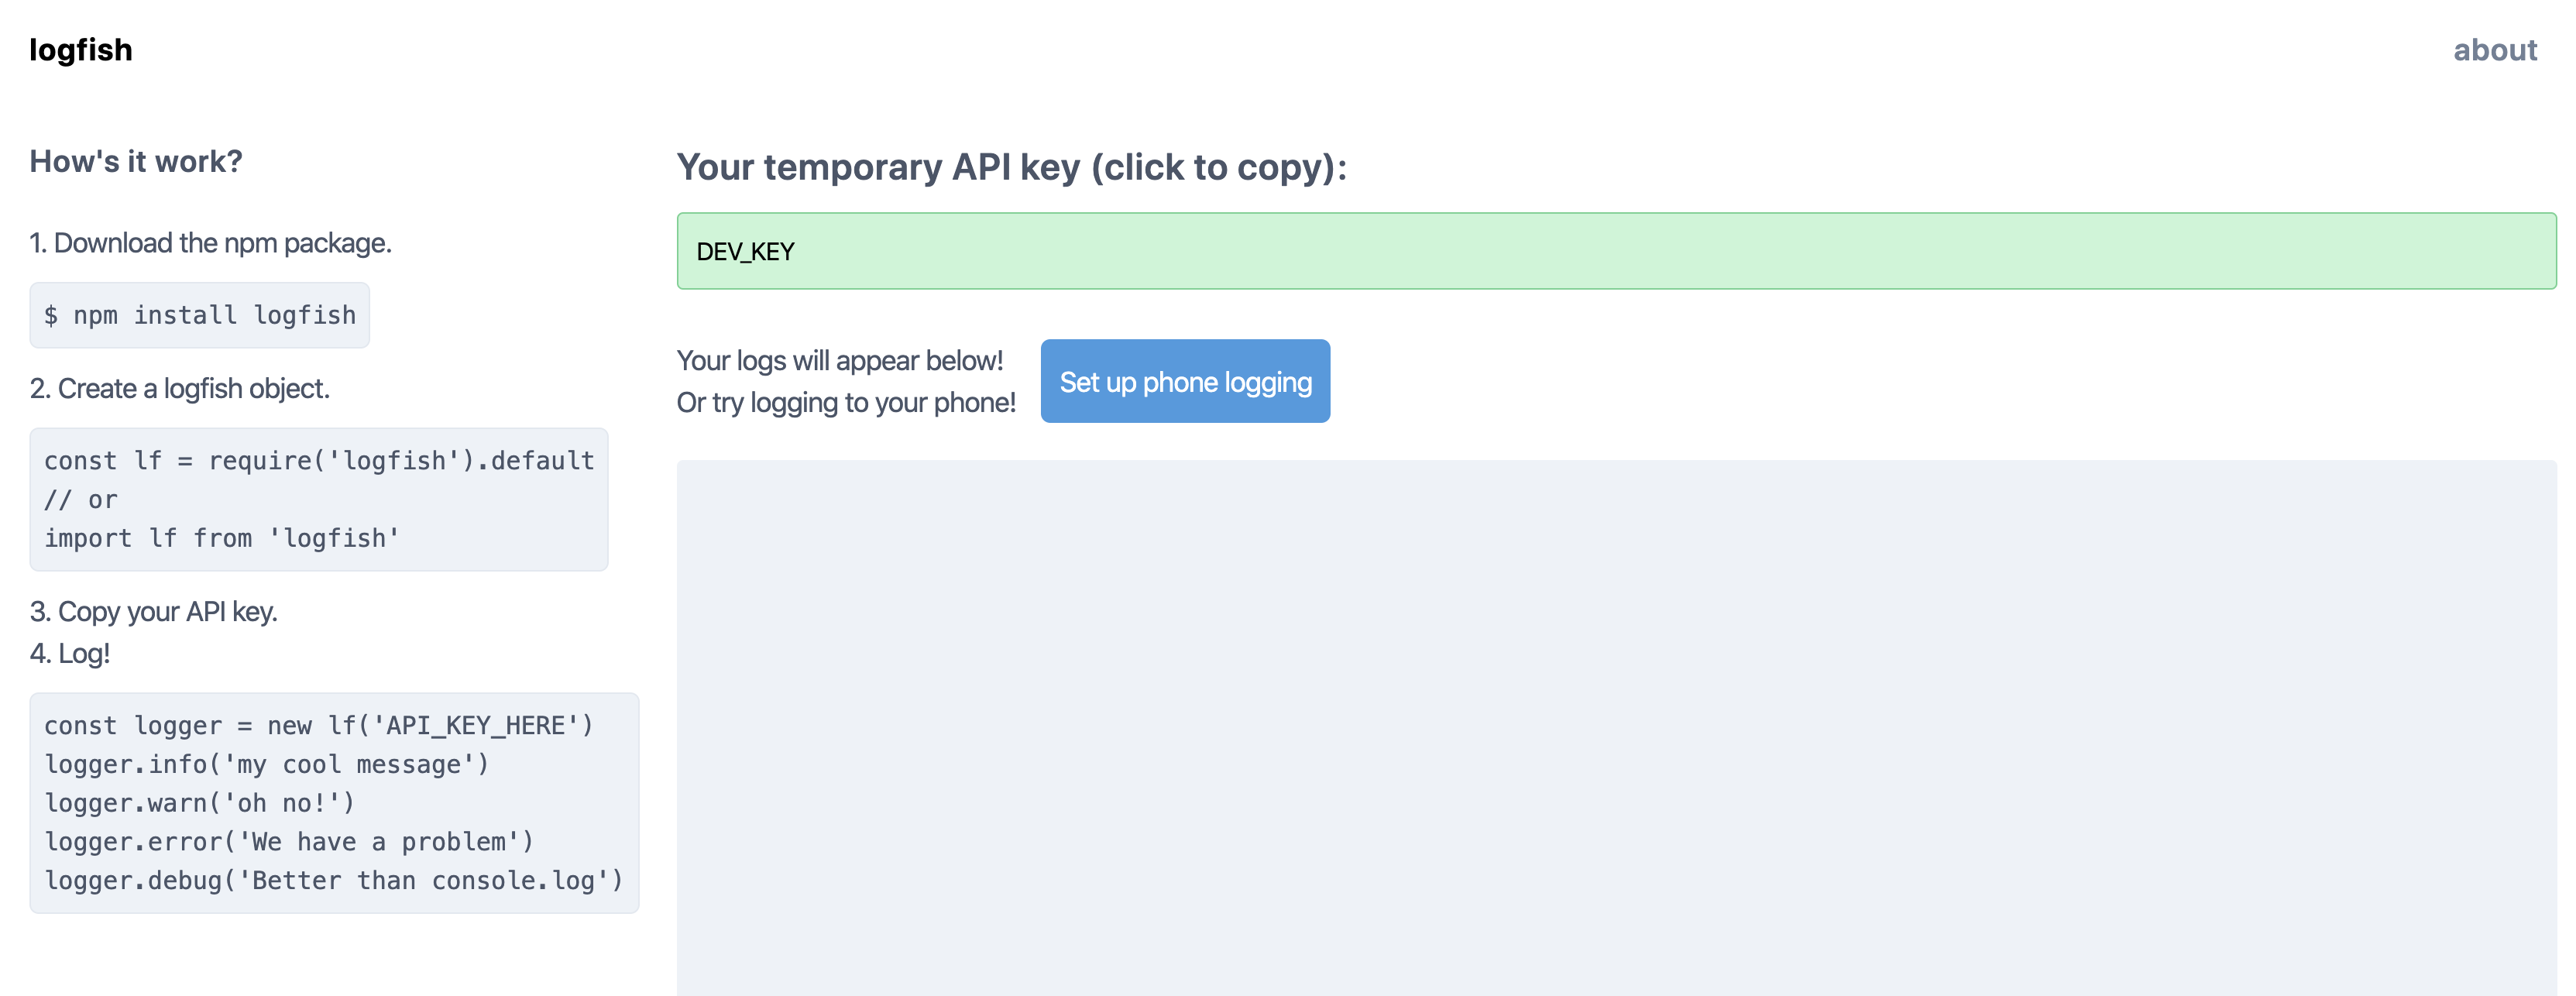 logfish
about
How's it work?
1. Download the npm package.
$ npm install logfish
2. Create a logfish object.
const lf = require('logfish').default
// or
import lf from 'logfish'
3. Copy your API key.
4. Log!
const logger = new lf('API_KEY_HERE')
logger.info('my cool message')
logger.warn('oh no!')
logger.error('We have a problem')
logger.debug('Better than console.log')
Your temporary API key (click to copy):
DEV_KEY
Your logs will appear below!
Or try logging to your phone!
Set up phone logging